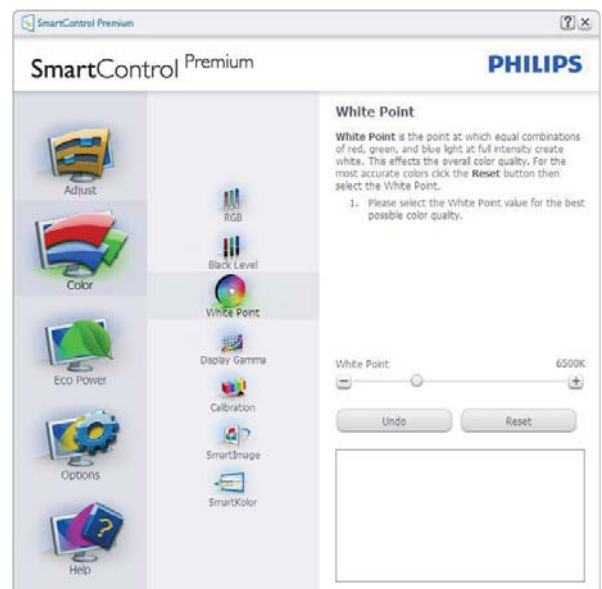 SmartControl Premium
SmartControl Premium
PHILIPS
Adjust
Color
Eco Power
Options
Help
RGB
Black Level
White Point
Display Gamma
Calibration
SmartImage
SmartKolor
White Point
White Point is the point at which equal combinations
of red, green, and blue light at full intensity create
white. This effects the overall color quality. For the
most accurate colors click the Reset button then
select the White Point.
1. Please select the White Point value for the best
possible color quality.
White Point 6500K
Undo Reset